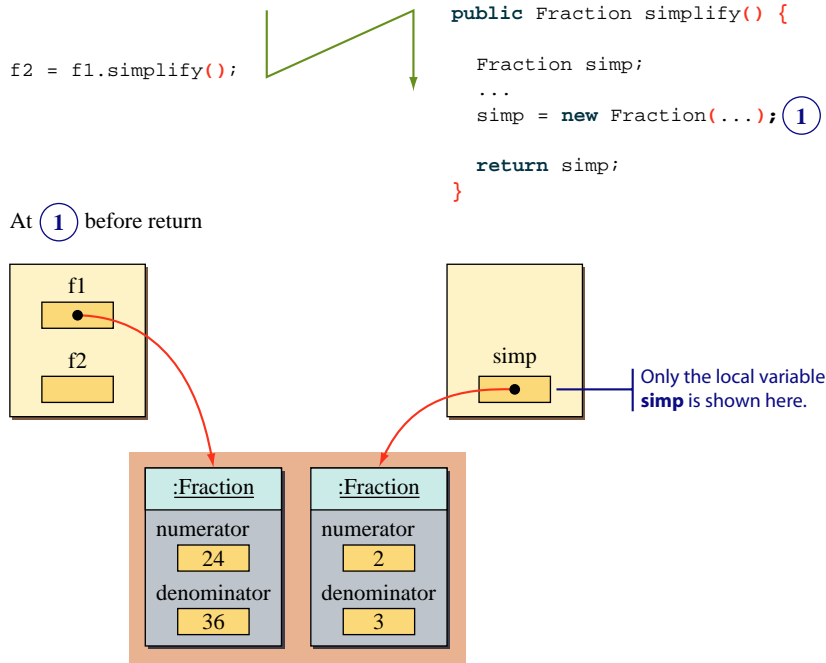 f2 = f1.simplify();
public Fraction simplify() {
Fraction simp;
...
simp = new Fraction(...); 1
return simp;
}
At 1 before return
f1
f2
simp
Only the local variable
simp is shown here.
:Fraction
numerator
24
denominator
36
:Fraction
numerator
2
denominator
3